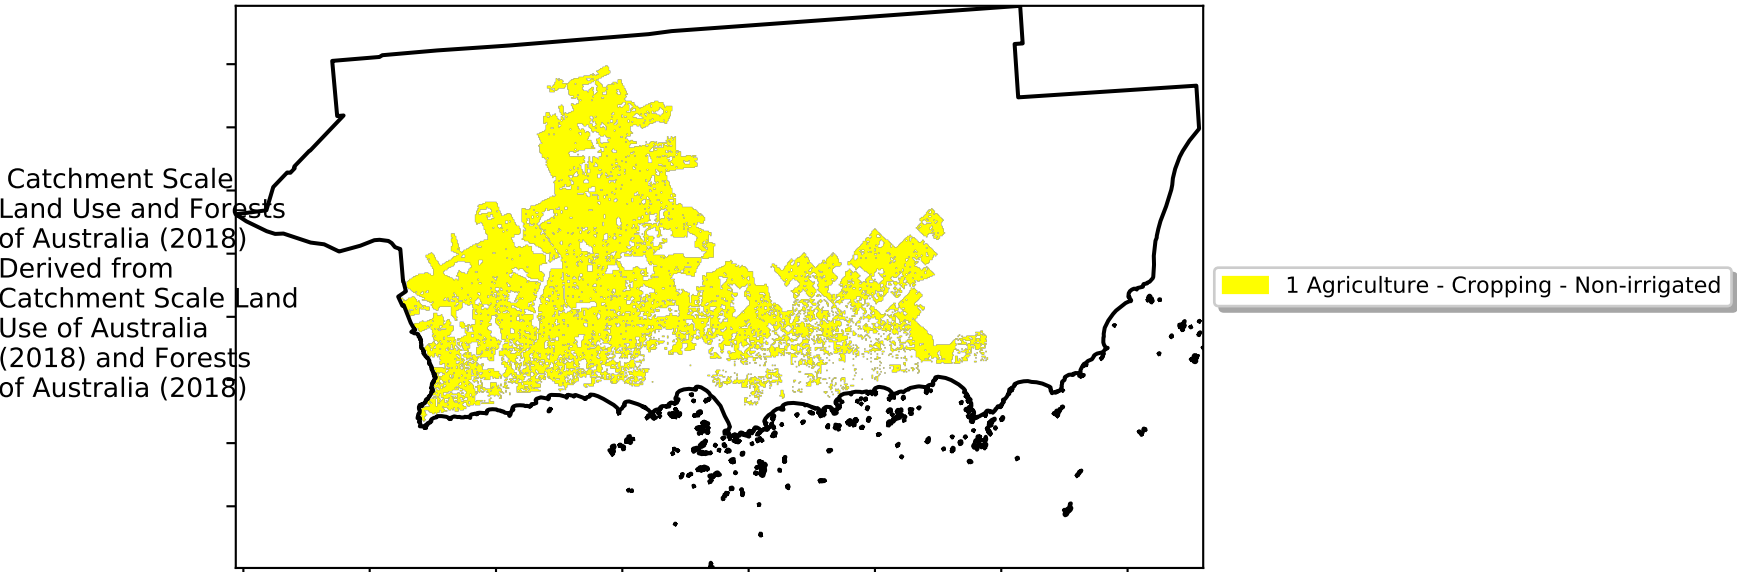 Catchment Scale
Land Use and Forests
of Australia (2018)
Derived from
Catchment Scale Land
Use of Australia
(2018) and Forests
of Australia (2018)
1 Agriculture - Cropping - Non-irrigated